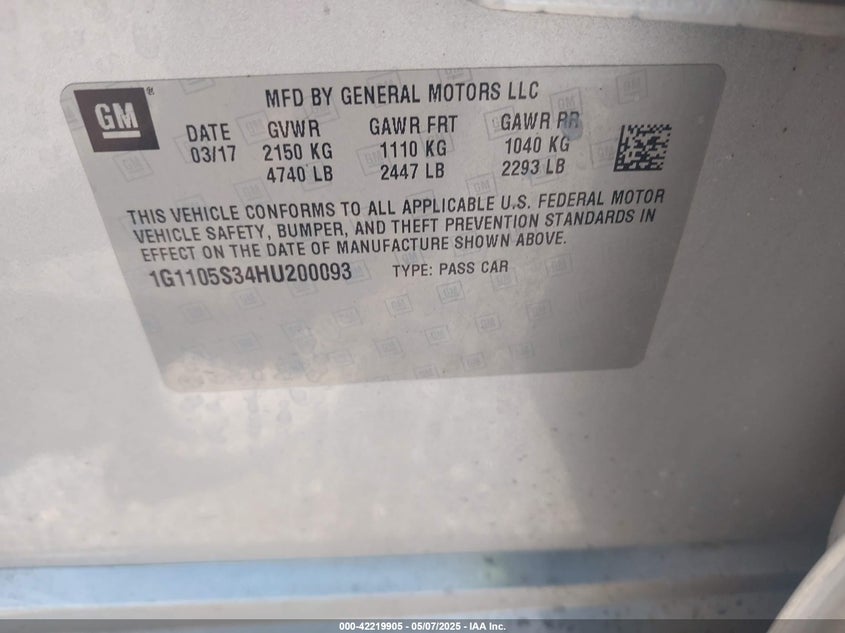 GM ®
MFD BY GENERAL MOTORS LLC
DATE GVWR GAWR FRT GAWR RR
03/17 2150 KG 1110 KG 1040 KG
4740 LB 2447 LB 2293 LB
THIS VEHICLE CONFORMS TO ALL APPLICABLE U.S. FEDERAL MOTOR
VEHICLE SAFETY, BUMPER, AND THEFT PREVENTION STANDARDS IN
EFFECT ON THE DATE OF MANUFACTURE SHOWN ABOVE.
1G1105S34HU200093 TYPE: PASS CAR
000-42219905 - 05/07/2025 - IAA Inc.